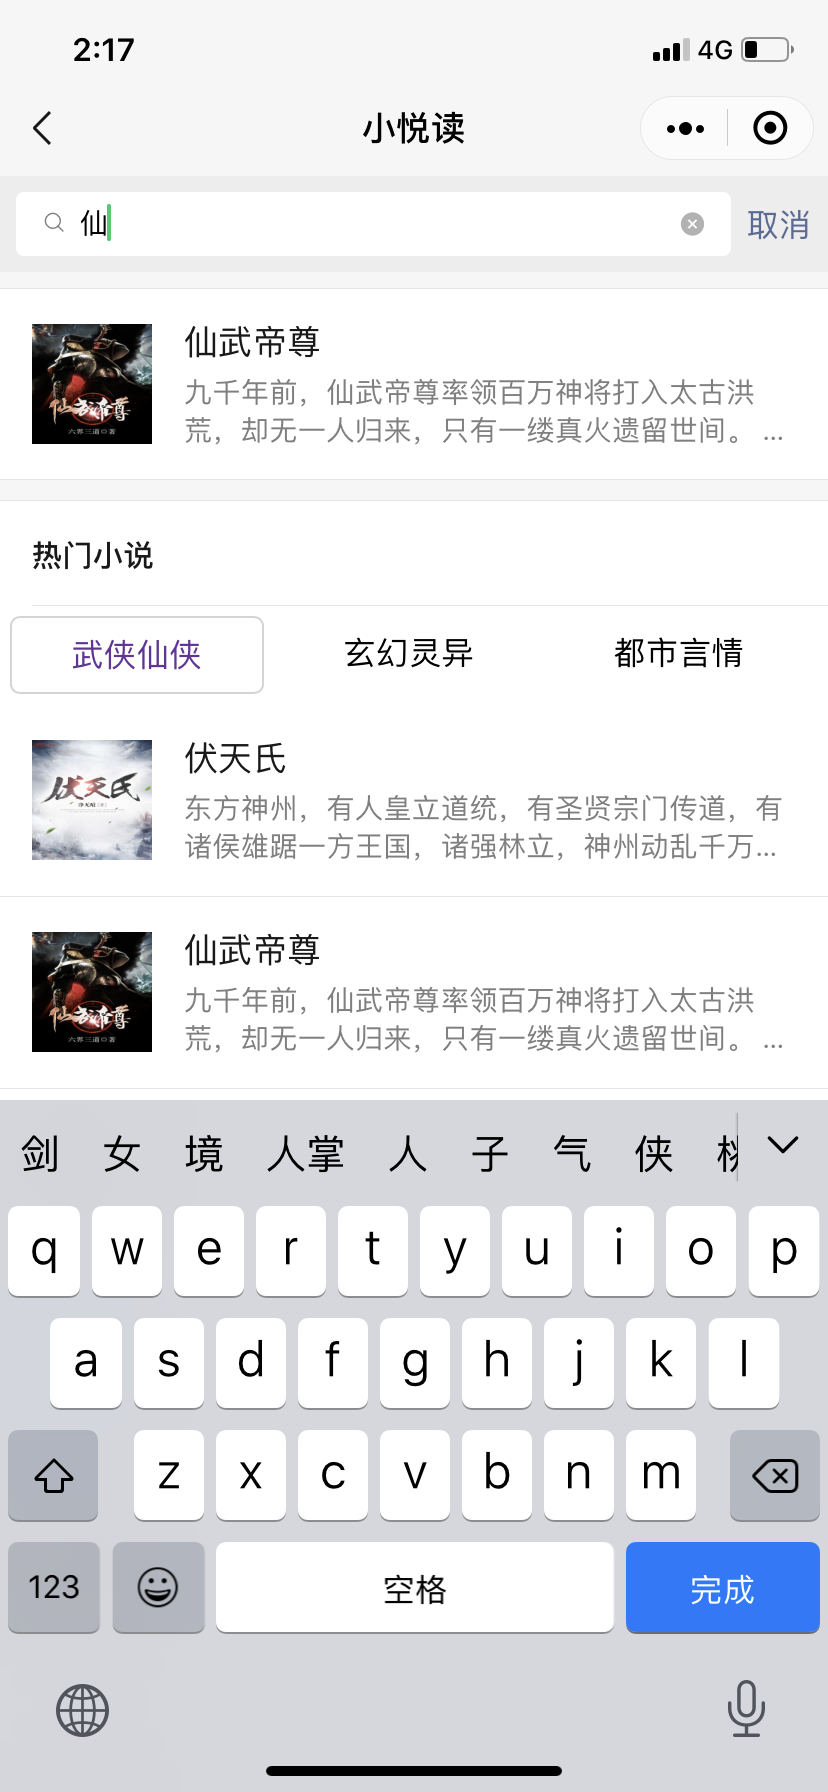 2:17
4G
小悦读
仙
取消
仙武帝尊
仙武帝尊
六界三道◎著
九千年前，仙武帝尊率领百万神将打入太古洪
荒，却无一人归来，只有一缕真火遗留世间。 ...
热门小说
武侠仙侠 玄幻灵异 都市言情
伏天氏
伏天氏
东方神州，有人皇立道统，有圣贤宗门传道，有
诸侯雄踞一方王国，诸强林立，神州动乱千万...
仙武帝尊
仙武帝尊
六界三道◎著
九千年前，仙武帝尊率领百万神将打入太古洪
荒，却无一人归来，只有一缕真火遗留世间。 ...
剑 女 境 人掌 人 子 气 侠
q w e r t y u i o p
a s d f g h j k l
z x c v b n m
123 空格 完成